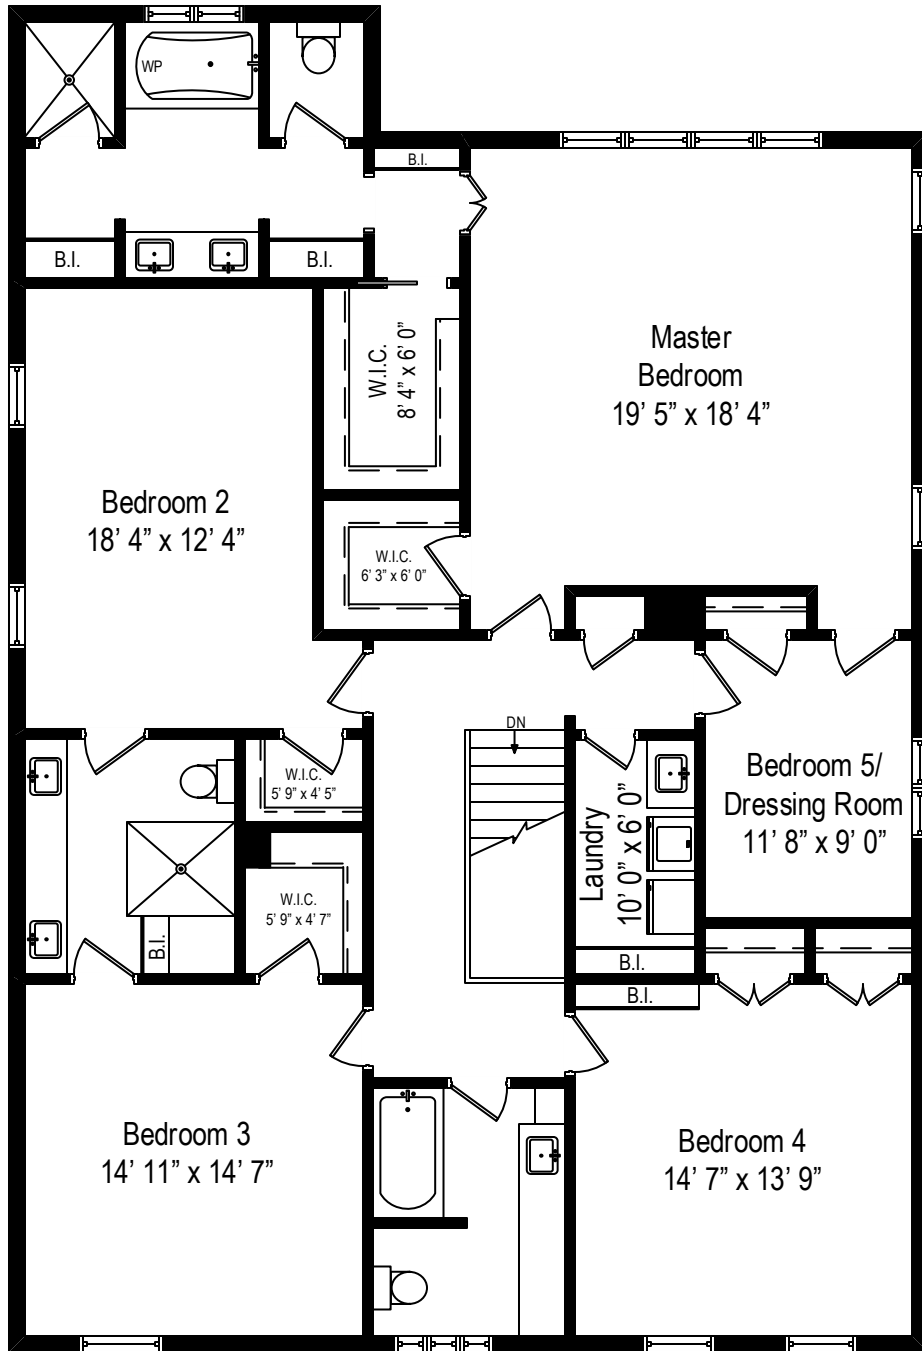 WP
B.I.
B.I.
B.I.
Master
Bedroom
19’ 5” x 18’ 4”
W.I.C.
8’ 4” x 6’ 0”
Bedroom 2
18’ 4” x 12’ 4”
W.I.C.
6’ 3” x 6’ 0”
DN
W.I.C.
5’ 9” x 4’ 5”
Bedroom 5/
Dressing Room
11’ 8” x 9’ 0”
Laundry
10’ 0” x 6’ 0”
W.I.C.
5’ 9” x 4’ 7”
B.I.
B.I.
B.I.
Bedroom 3
14’ 11” x 14’ 7”
Bedroom 4
14’ 7” x 13’ 9”